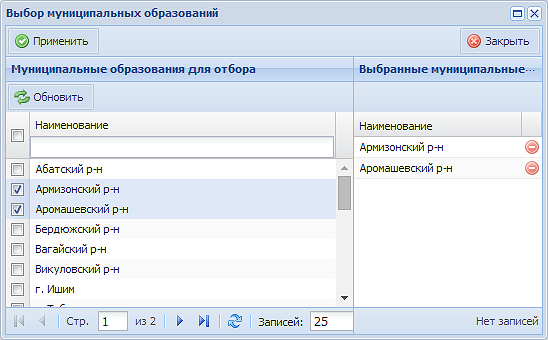 Выбор муниципальных образований
Применить
Закрыть
Муниципальные образования для отбора
Обновить
Наименование
Абатский р-н
Армизонский р-н
Аромашевский р-н
Бердюжский р-н
Вагайский р-н
Викуловский р-н
г. Ишим
Стр. 1 из 2
Записей: 25
Выбранные муниципальные...
Наименование
Армизонский р-н
Аромашевский р-н
Нет записей